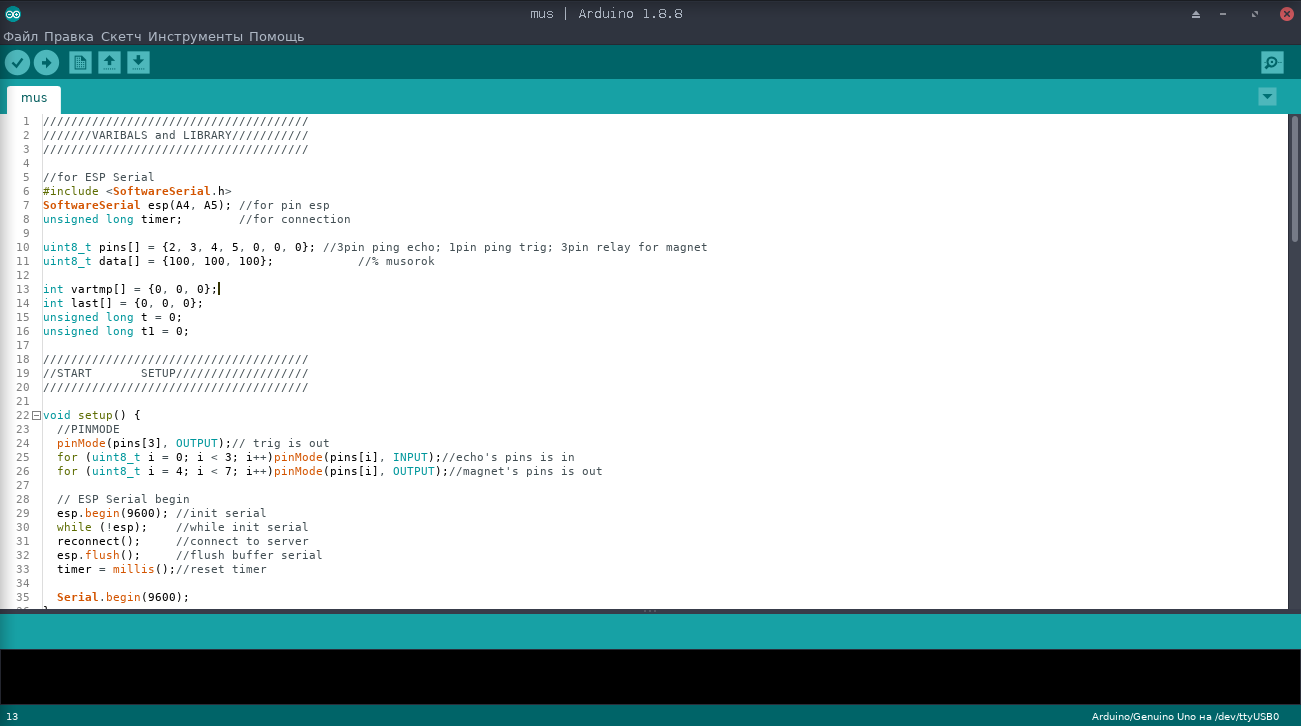 mus | Arduino 1.8.8
Файл Правка Скетч Инструменты Помощь
mus
1 //////////////////////////////////////
2 ///////VARIBALS and LIBRARY///////////
3 //////////////////////////////////////
4
5 //for ESP Serial
6 #include <SoftwareSerial.h>
7 SoftwareSerial esp(A4, A5); //for pin esp
8 unsigned long timer;        //for connection
9
10 uint8_t pins[] = {2, 3, 4, 5, 0, 0, 0}; //3pin ping echo; 1pin ping trig; 3pin relay for magnet
11 uint8_t data[] = {100, 100, 100};            //% musorok
12
13 int vartmp[] = {0, 0, 0};
14 int last[] = {0, 0, 0};
15 unsigned long t = 0;
16 unsigned long t1 = 0;
17
18 //////////////////////////////////////
19 //START       SETUP///////////////////
20 //////////////////////////////////////
21
22 void setup() {
23   //PINMODE
24   pinMode(pins[3], OUTPUT);// trig is out
25   for (uint8_t i = 0; i < 3; i++)pinMode(pins[i], INPUT);//echo's pins is in
26   for (uint8_t i = 4; i < 7; i++)pinMode(pins[i], OUTPUT);//magnet's pins is out
27
28   // ESP Serial begin
29   esp.begin(9600); //init serial
30   while (!esp);    //while init serial
31   reconnect();     //connect to server
32   esp.flush();     //flush buffer serial
33   timer = millis();//reset timer
34
35   Serial.begin(9600);
13
Arduino/Genuino Uno на /dev/ttyUSB0